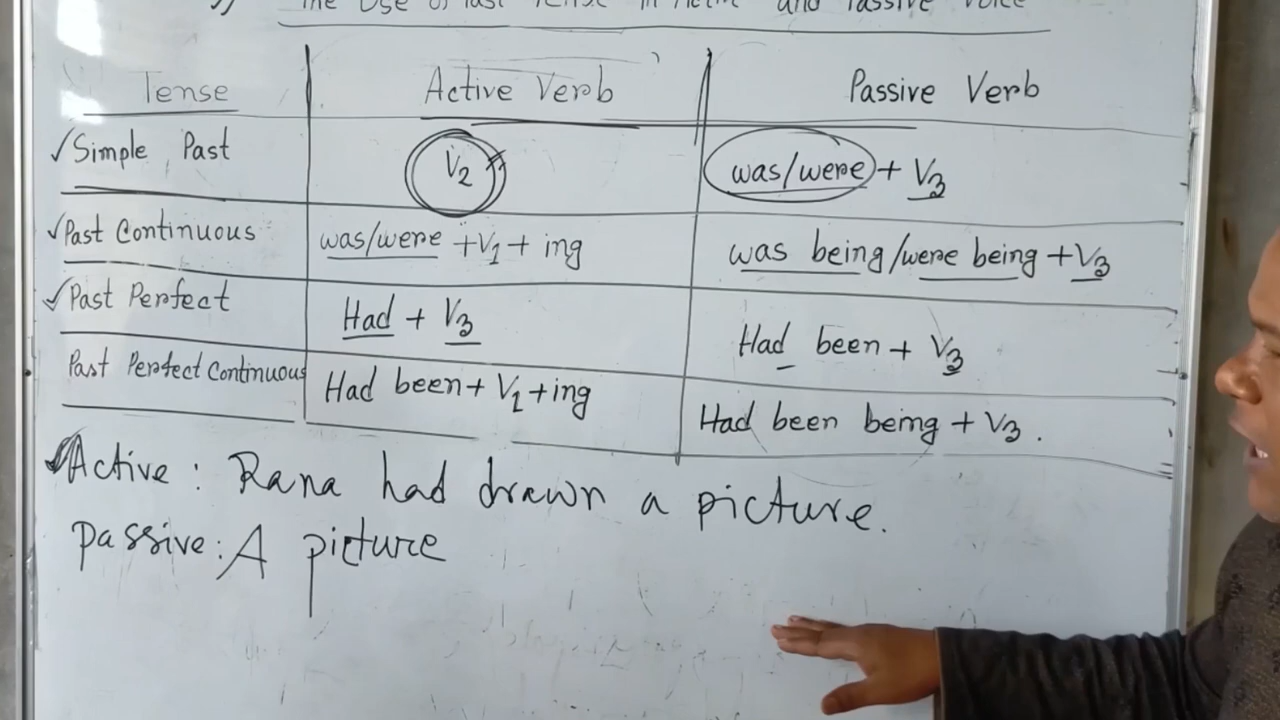 The Use of Past Tense in Active and Passive Voice
Tense Active Verb Passive Verb
✓Simple Past V2 was/were + V3
✓Past Continuous was/were +V1+ ing was being/were being +V3
✓Past Perfect Had + V3 Had been + V3
Past Perfect Continuous Had been+ V1+ing Had been being + V3.
Active : Rana had drawn a picture.
Passive: A picture